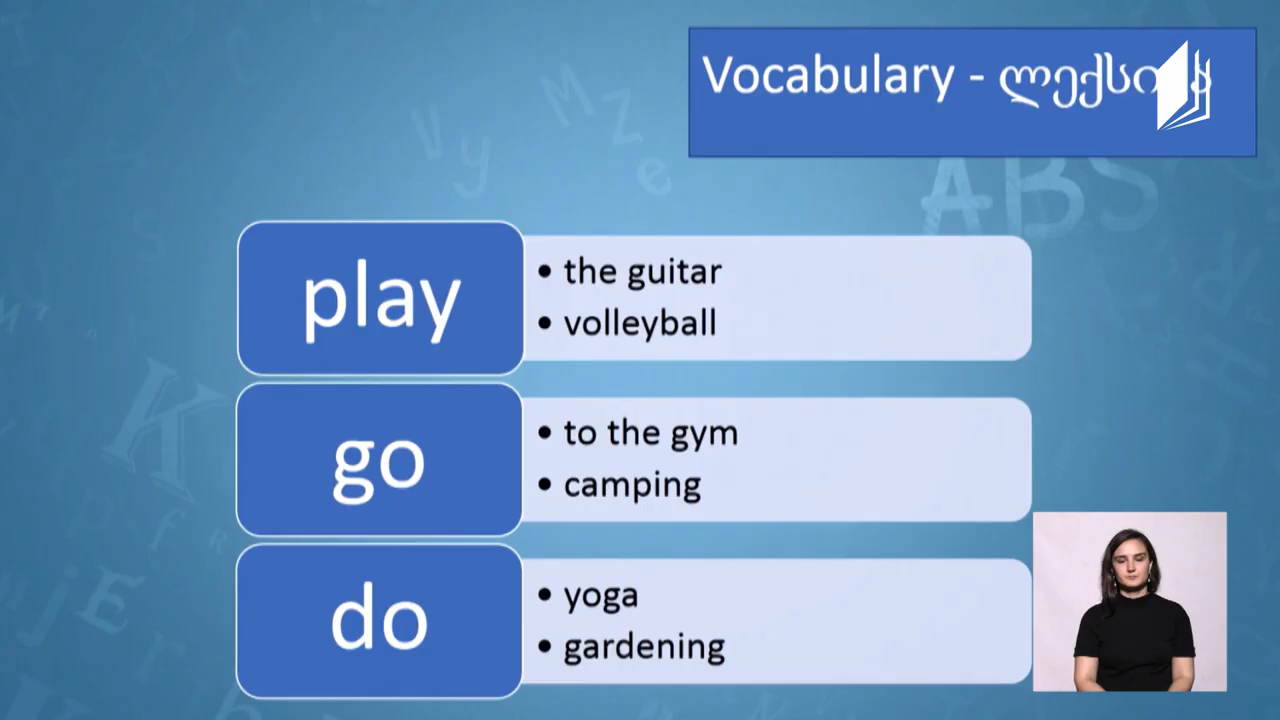 Vocabulary -
play
• the guitar
• volleyball
go
• to the gym
• camping
do
• yoga
• gardening